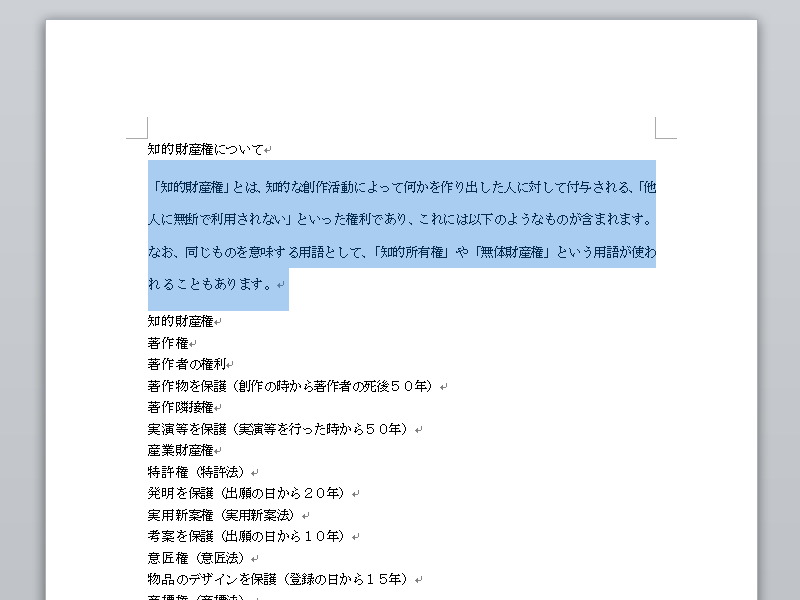 知的財産権について
「知的財産権」とは、知的な創作活動によって何かを作り出した人に対して付与される、「他
人に無断で利用されない」といった権利であり、これには以下のようなものが含まれます。
なお、同じものを意味する用語として、「知的所有権」や「無体財産権」という用語が使わ
れることもあります。
知的財産権
著作権
著作者の権利
著作物を保護（創作の時から著作者の死後５０年）
著作隣接権
実演等を保護（実演等を行った時から５０年）
産業財産権
特許権（特許法）
発明を保護（出願の日から２０年）
実用新案権（実用新案法）
考案を保護（出願の日から１０年）
意匠権（意匠法）
物品のデザインを保護（登録の日から１５年）